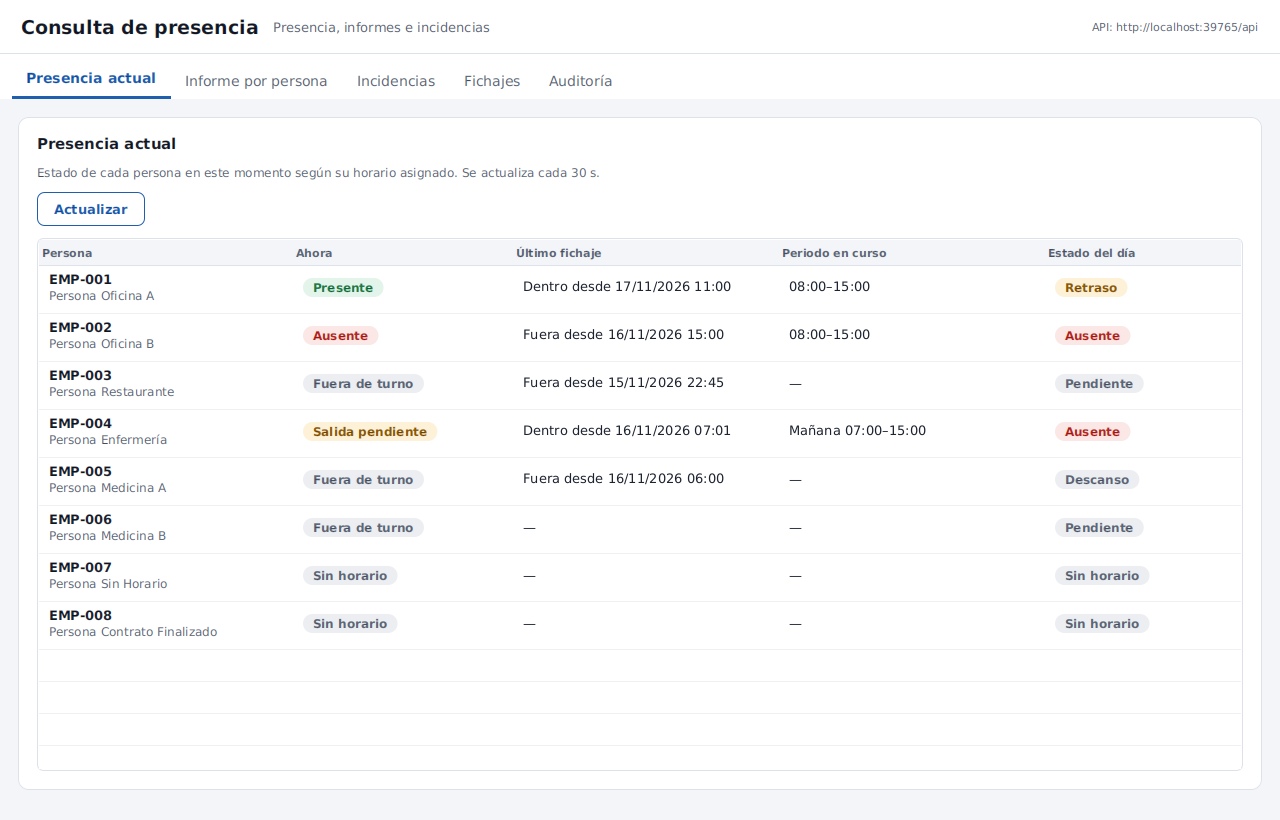 Consulta de presencia Presencia, informes e incidencias API: http://localhost:39765/api
Presencia actual Informe por persona Incidencias Fichajes Auditoría
Presencia actual
Estado de cada persona en este momento según su horario asignado. Se actualiza cada 30 s.
Actualizar
Persona Ahora Último fichaje Periodo en curso Estado del día
EMP-001
Persona Oficina A
Presente Dentro desde 17/11/2026 11:00 08:00–15:00 Retraso
EMP-002
Persona Oficina B
Ausente Fuera desde 16/11/2026 15:00 08:00–15:00 Ausente
EMP-003
Persona Restaurante
Fuera de turno Fuera desde 15/11/2026 22:45 — Pendiente
EMP-004
Persona Enfermería
Salida pendiente Dentro desde 16/11/2026 07:01 Mañana 07:00–15:00 Ausente
EMP-005
Persona Medicina A
Fuera de turno Fuera desde 16/11/2026 06:00 — Descanso
EMP-006
Persona Medicina B
Fuera de turno — — Pendiente
EMP-007
Persona Sin Horario
Sin horario — — Sin horario
EMP-008
Persona Contrato Finalizado
Sin horario — — Sin horario